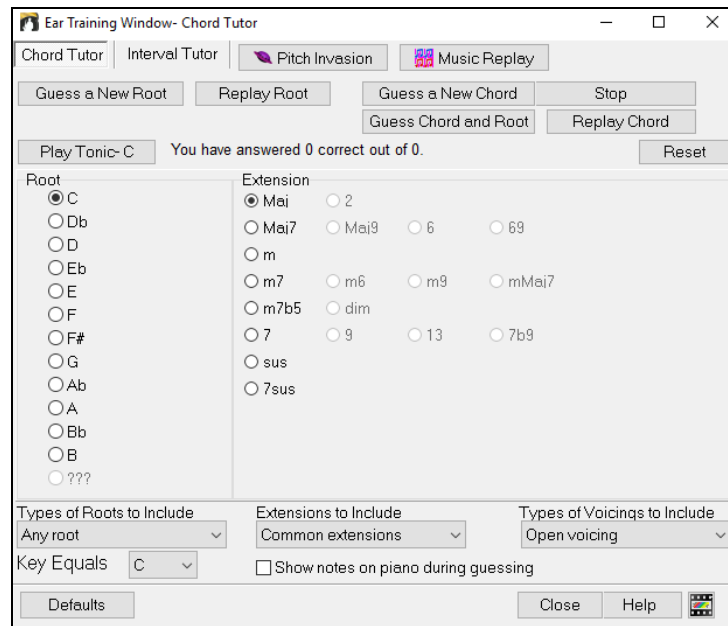 Ear Training Window- Chord Tutor
Chord Tutor Interval Tutor Pitch Invasion Music Replay
Guess a New Root Replay Root Guess a New Chord Stop
Guess Chord and Root Replay Chord
Play Tonic- C You have answered 0 correct out of 0. Reset
Root Extension
C Maj 2
Db Maj7 Maj9 6 69
D m
Eb m7 m6 m9 mMaj7
E m7b5 dim
F 7 9 13 7b9
F# sus
G 7sus
Ab
A
Bb
B
???
Types of Roots to Include Extensions to Include Types of Voicings to Include
Any root Common extensions Open voicing
Key Equals C Show notes on piano during guessing
Defaults Close Help